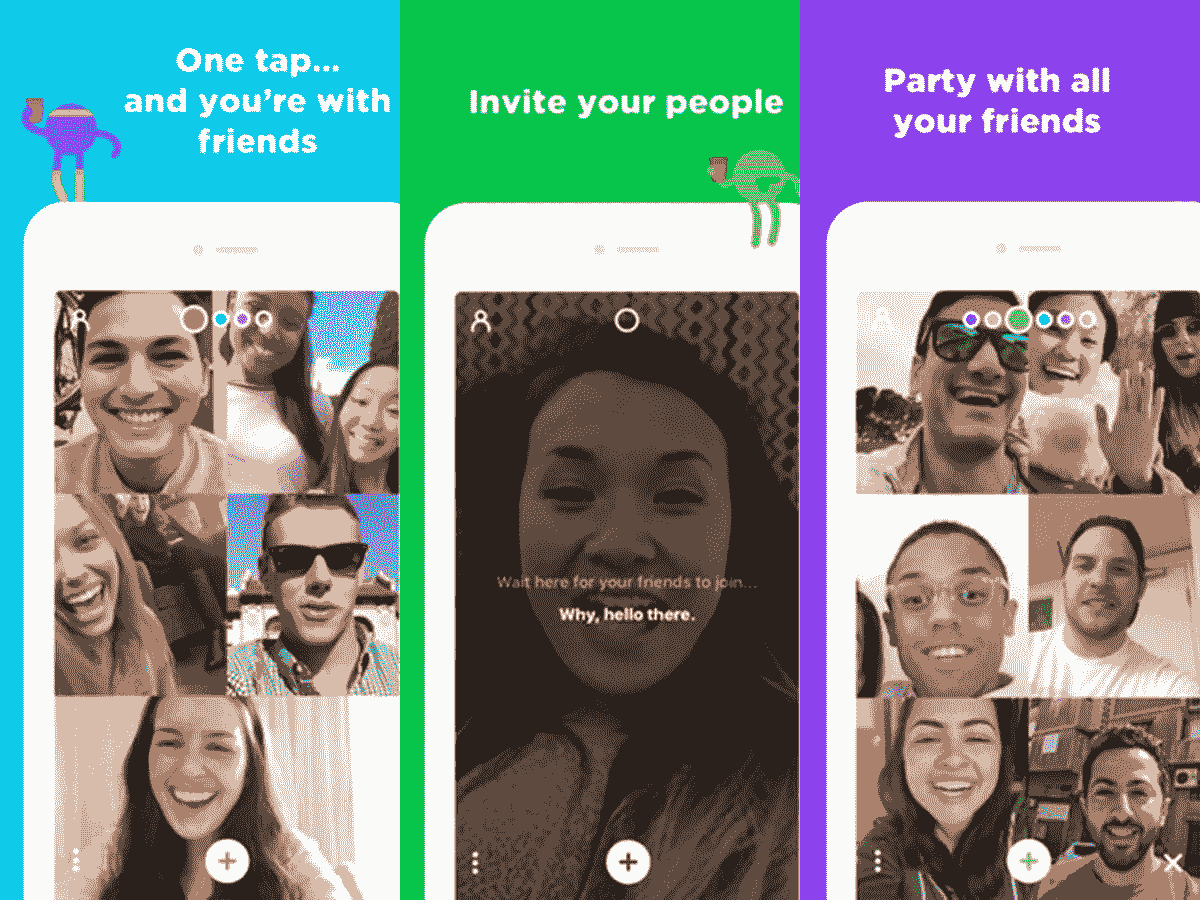 One tap...
and you're with
friends
Invite your people
Wait here for your friends to join...
Why, hello there.
Party with all
your friends